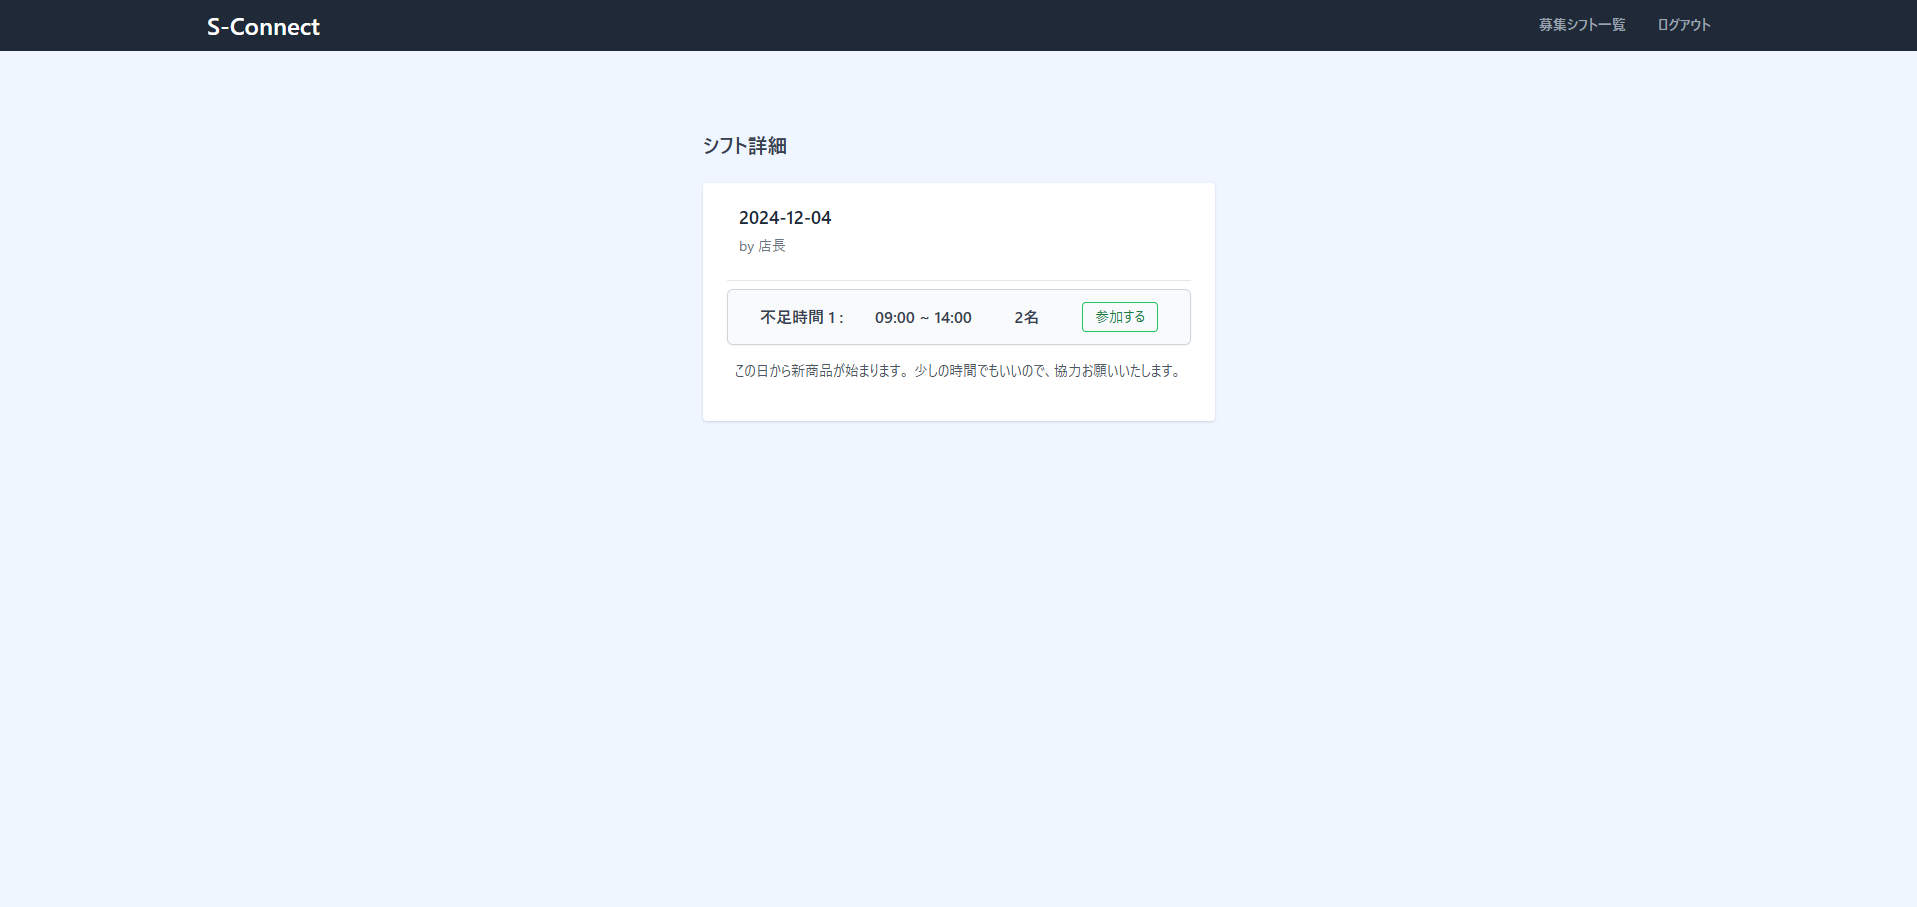 S-Connect
募集シフト一覧
ログアウト
シフト詳細
2024-12-04
by 店長
不足時間 1 : 09:00 ~ 14:00 2名 参加する
この日から新商品が始まります。少しの時間でもいいので、協力お願いいたします。